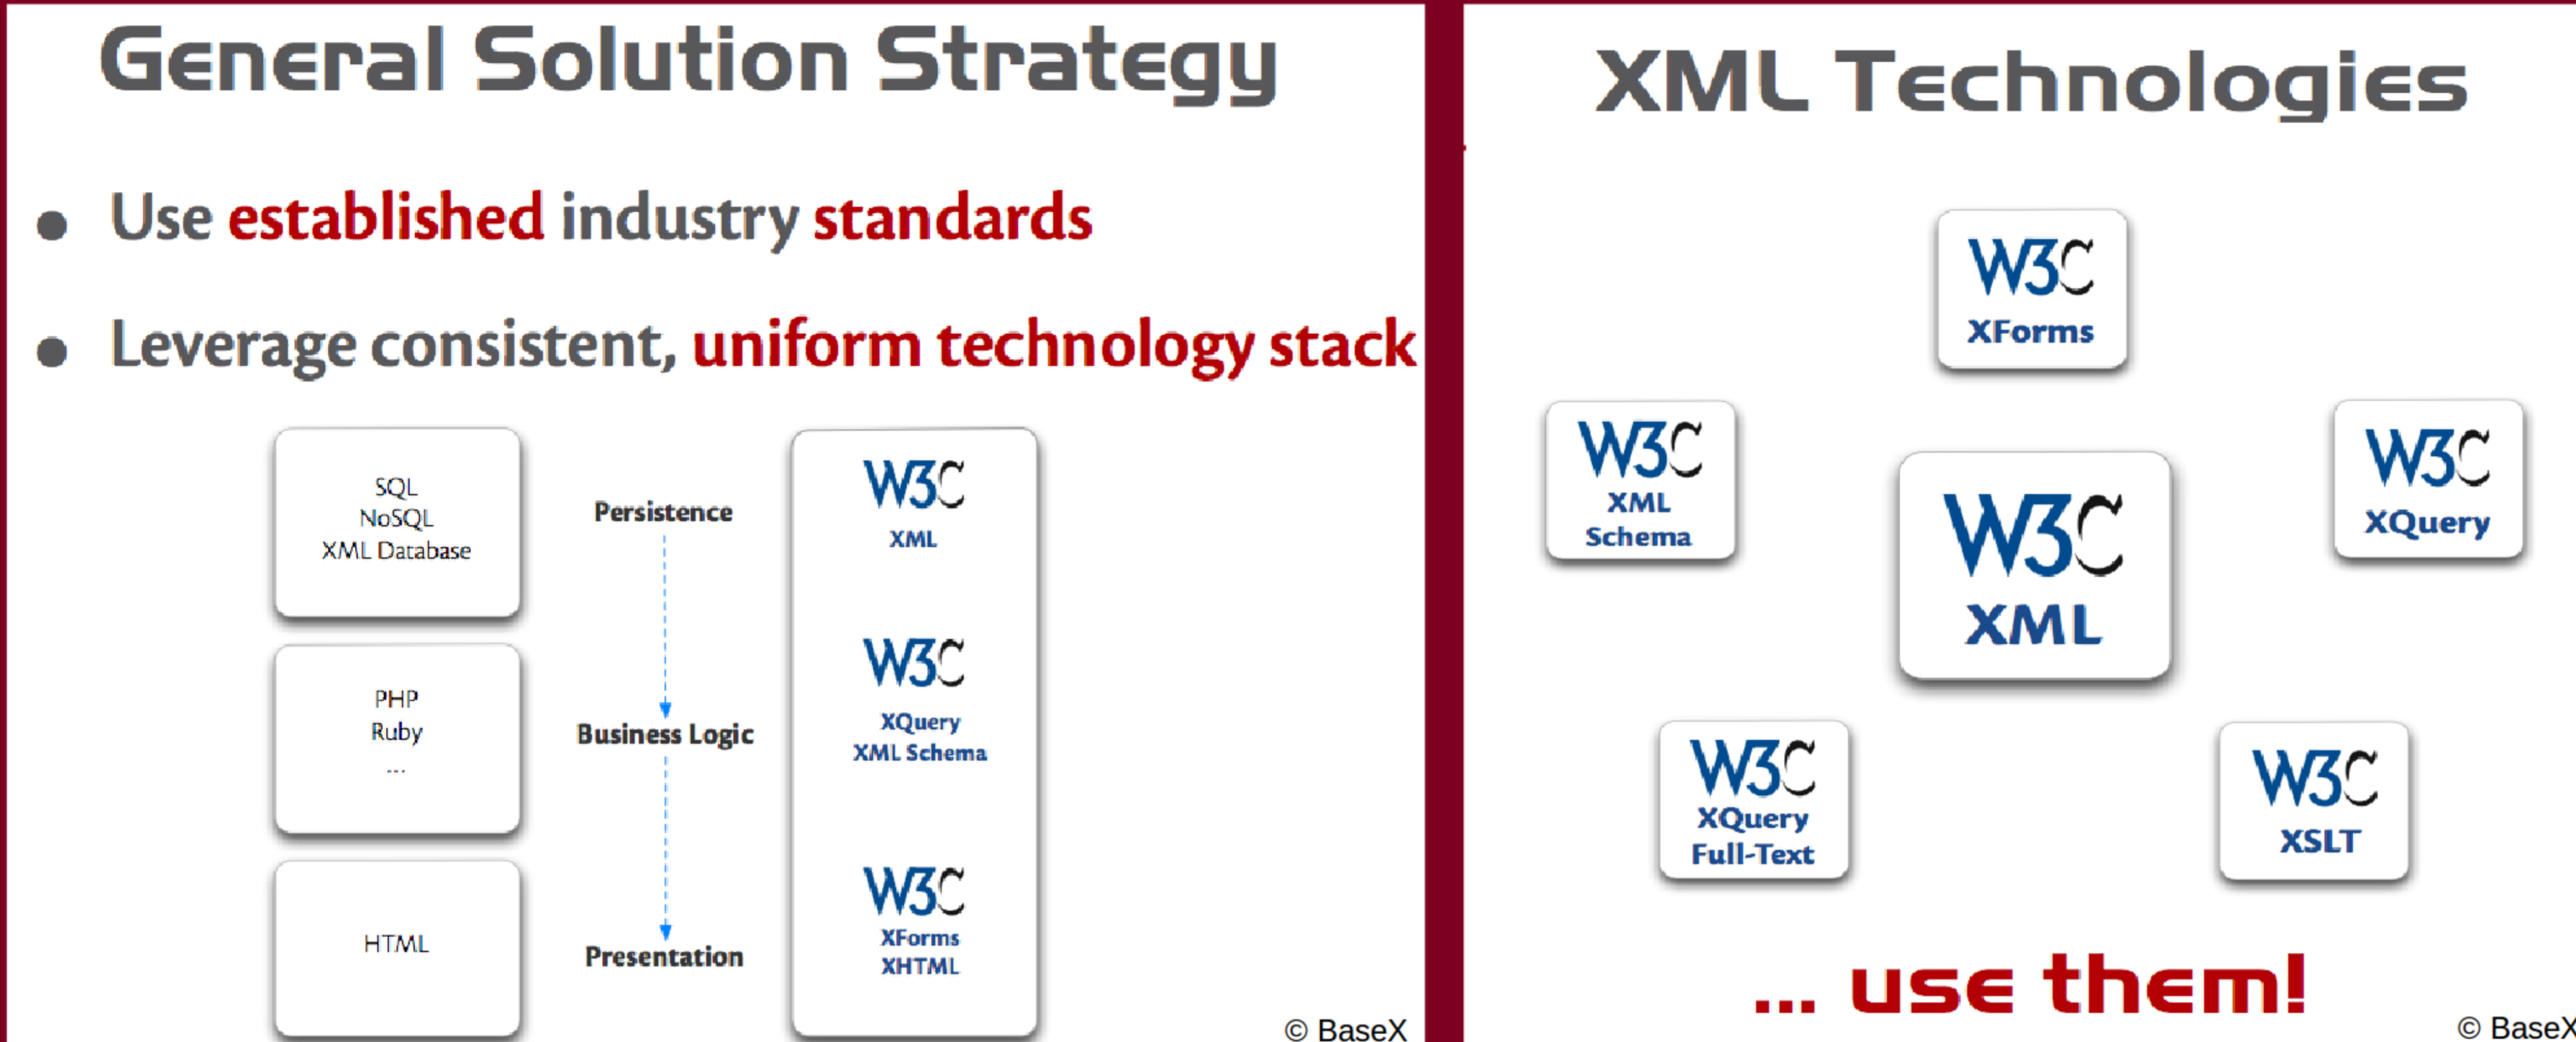 General Solution Strategy
● Use established industry standards
● Leverage consistent, uniform technology stack
SQL
NoSQL
XML Database
Persistence
W3C
XML
PHP
Ruby
...
Business Logic
W3C
XQuery
XML Schema
HTML
Presentation
W3C
XForms
XHTML
© BaseX
XML Technologies
W3C
XForms
W3C
XML
Schema
W3C
XQuery
W3C
XML
W3C
XQuery
Full-Text
W3C
XSLT
... use them!
© BaseX